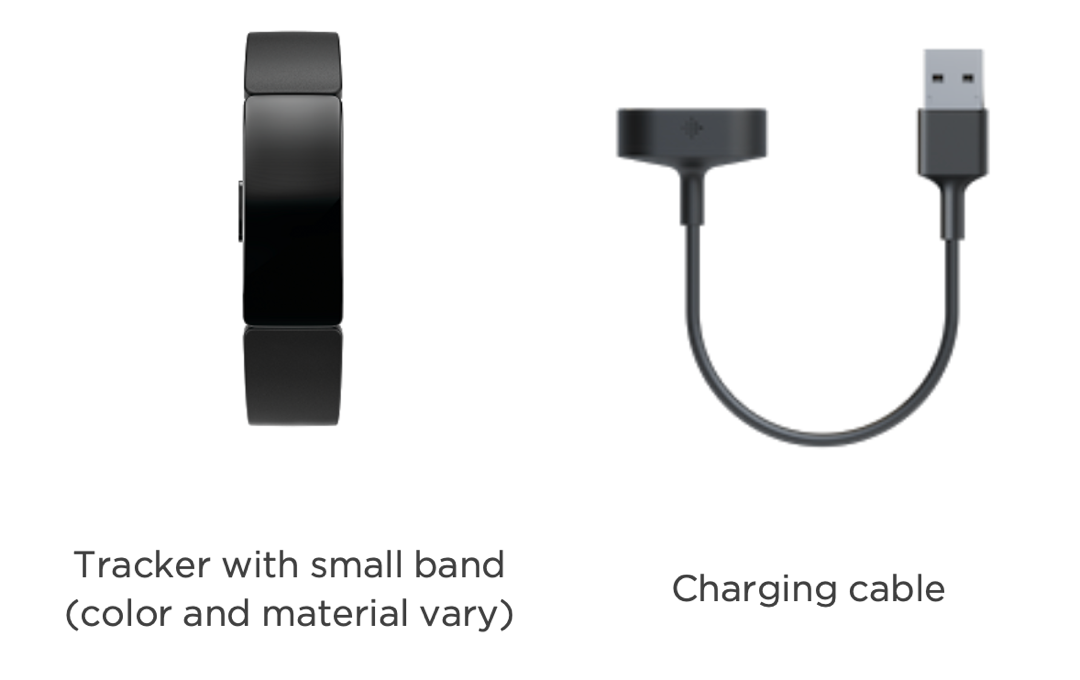 Tracker with small band
(color and material vary)
Charging cable